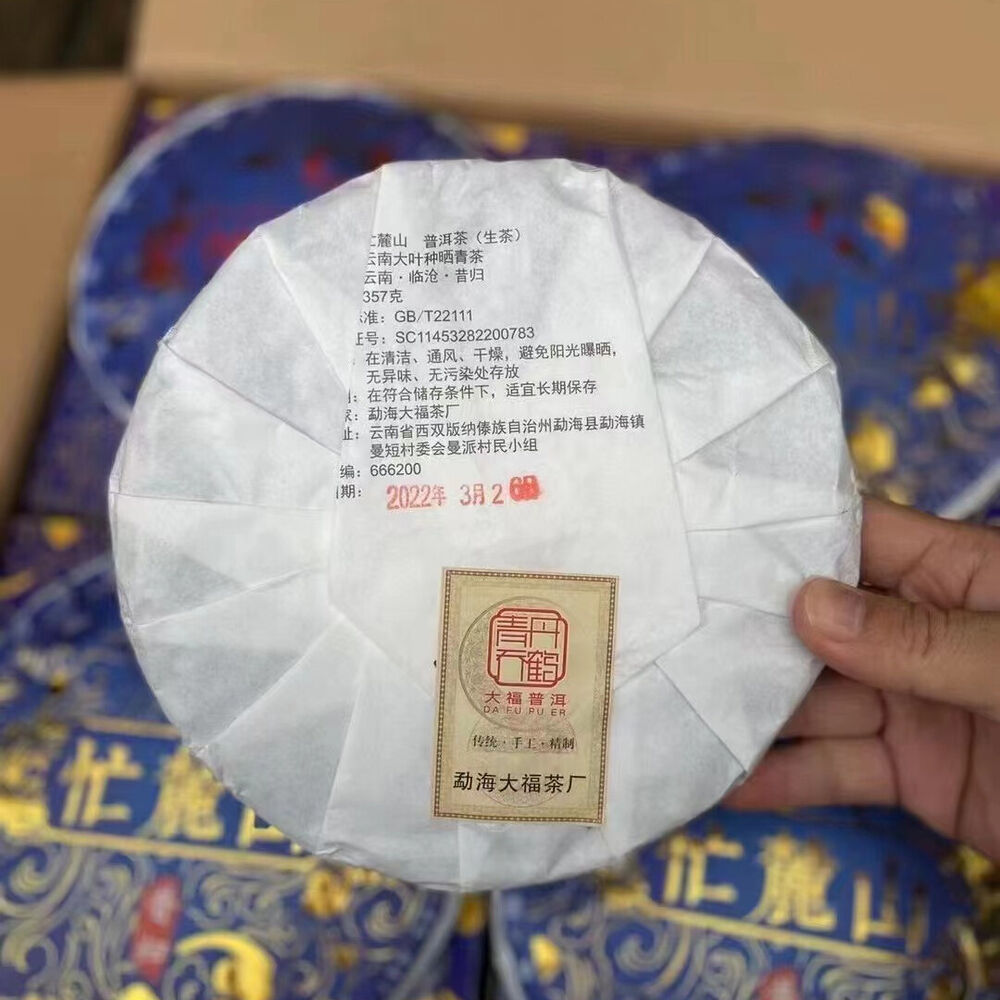 麓山 普洱茶（生茶）
云南大叶种晒青茶
云南·临沧·昔归
357克
准：GB/T22111
证号：SC11453282200783
：在清洁、通风、干燥，避免阳光曝晒，
无异味、无污染处存放
：在符合储存条件下，适宜长期保存
家：勐海大福茶厂
址：云南省西双版纳傣族自治州勐海县勐海镇
曼短村委会曼派村民小组
编：666200
期：2022年 3月2
青丹
天鹤
大福普洱
DA FU PU ER
传统·手工·精制
勐海大福茶厂
忙麓山
忙麓山